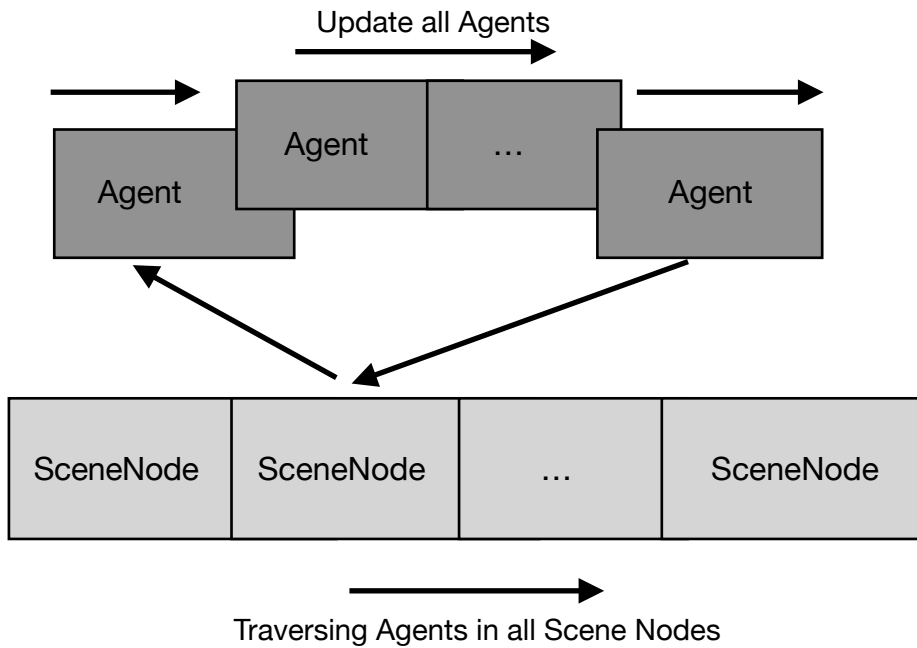 Update all Agents
Agent
Agent
...
Agent
SceneNode
SceneNode
...
SceneNode
Traversing Agents in all Scene Nodes